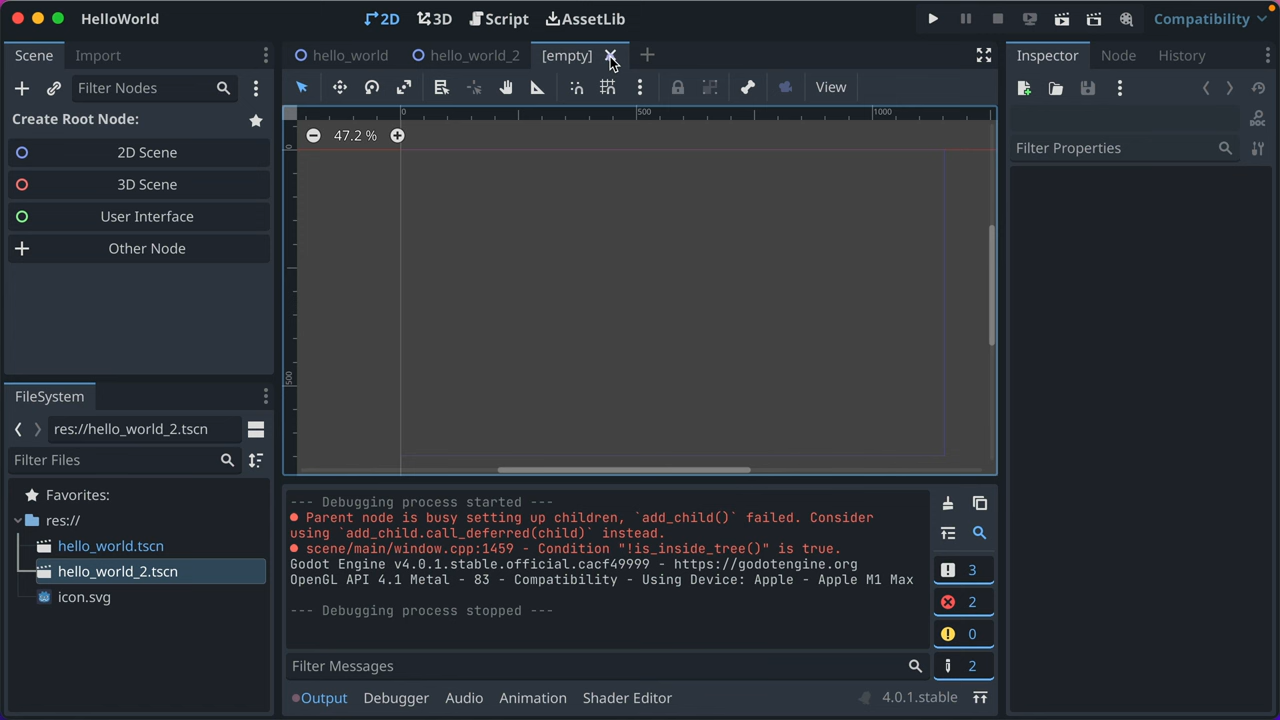 HelloWorld
2D
3D
Script
AssetLib
Compatibility
Scene
Import
hello_world
hello_world_2
[empty]
Inspector
Node
History
Filter Nodes
View
Create Root Node:
0
500
1000
47.2 %
0
500
2D Scene
3D Scene
User Interface
Other Node
DOC
Filter Properties
FileSystem
res://hello_world_2.tscn
Filter Files
Favorites:
res://
hello_world.tscn
hello_world_2.tscn
icon.svg
--- Debugging process started ---
Parent node is busy setting up children, `add_child()` failed. Consider
using `add_child.call_deferred(child)` instead.
scene/main/window.cpp:1459 - Condition "!is_inside_tree()" is true.
Godot Engine v4.0.1.stable.official.cacf49999 - https://godotengine.org
OpenGL API 4.1 Metal - 83 - Compatibility - Using Device: Apple - Apple M1 Max
--- Debugging process stopped ---
3
2
0
2
Filter Messages
Output
Debugger
Audio
Animation
Shader Editor
4.0.1.stable